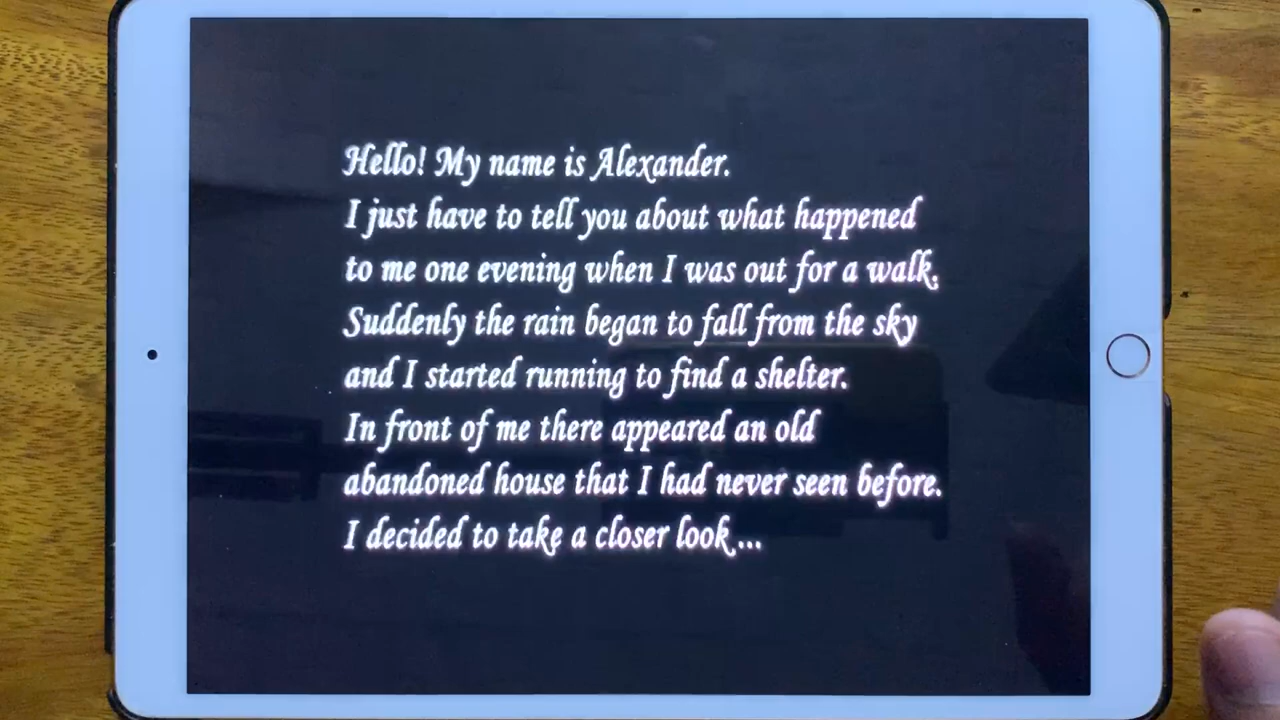 Hello! My name is Alexander.
I just have to tell you about what happened
to me one evening when I was out for a walk.
Suddenly the rain began to fall from the sky
and I started running to find a shelter.
In front of me there appeared an old
abandoned house that I had never seen before.
I decided to take a closer look...